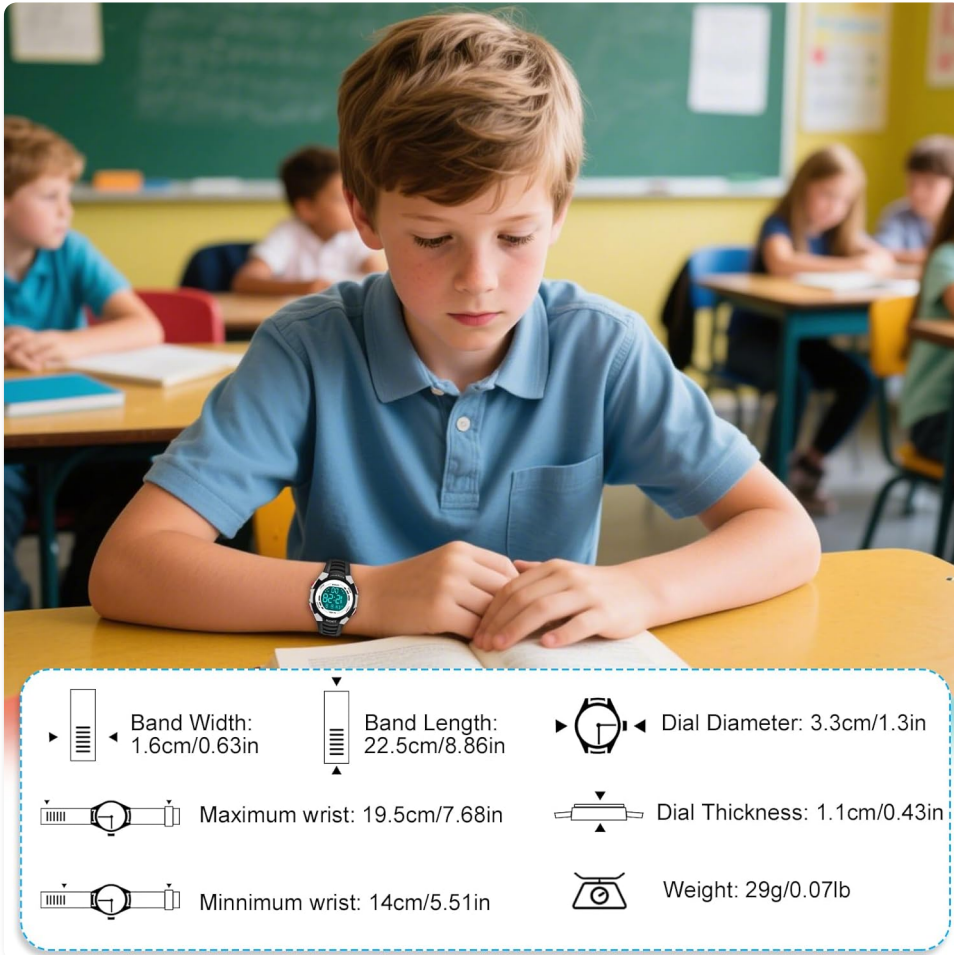 Band Width:
1.6cm/0.63in
Band Length:
22.5cm/8.86in
Dial Diameter: 3.3cm/1.3in
Maximum wrist: 19.5cm/7.68in
Dial Thickness: 1.1cm/0.43in
Minnimum wrist: 14cm/5.51in
Weight: 29g/0.07lb